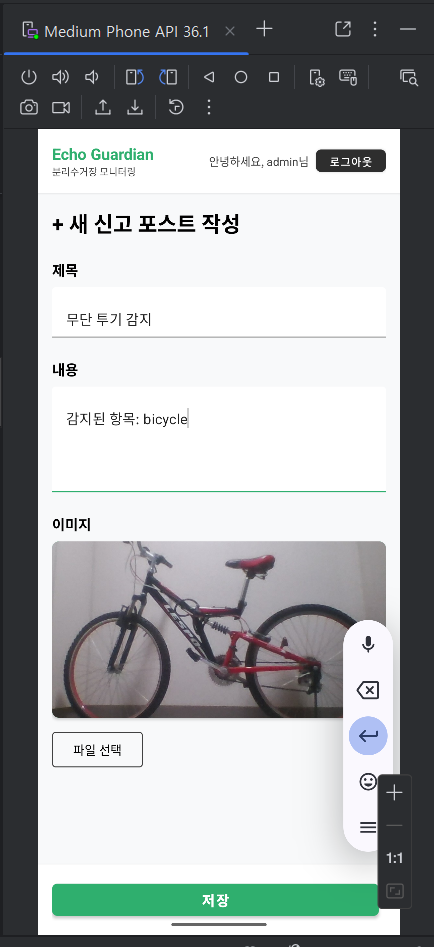 Medium Phone API 36.1
Echo Guardian
분리수거장 모니터링
안녕하세요, admin님
로그아웃
+ 새 신고 포스트 작성
제목
무단 투기 감지
내용
감지된 항목: bicycle
이미지
파일 선택
1:1
저장